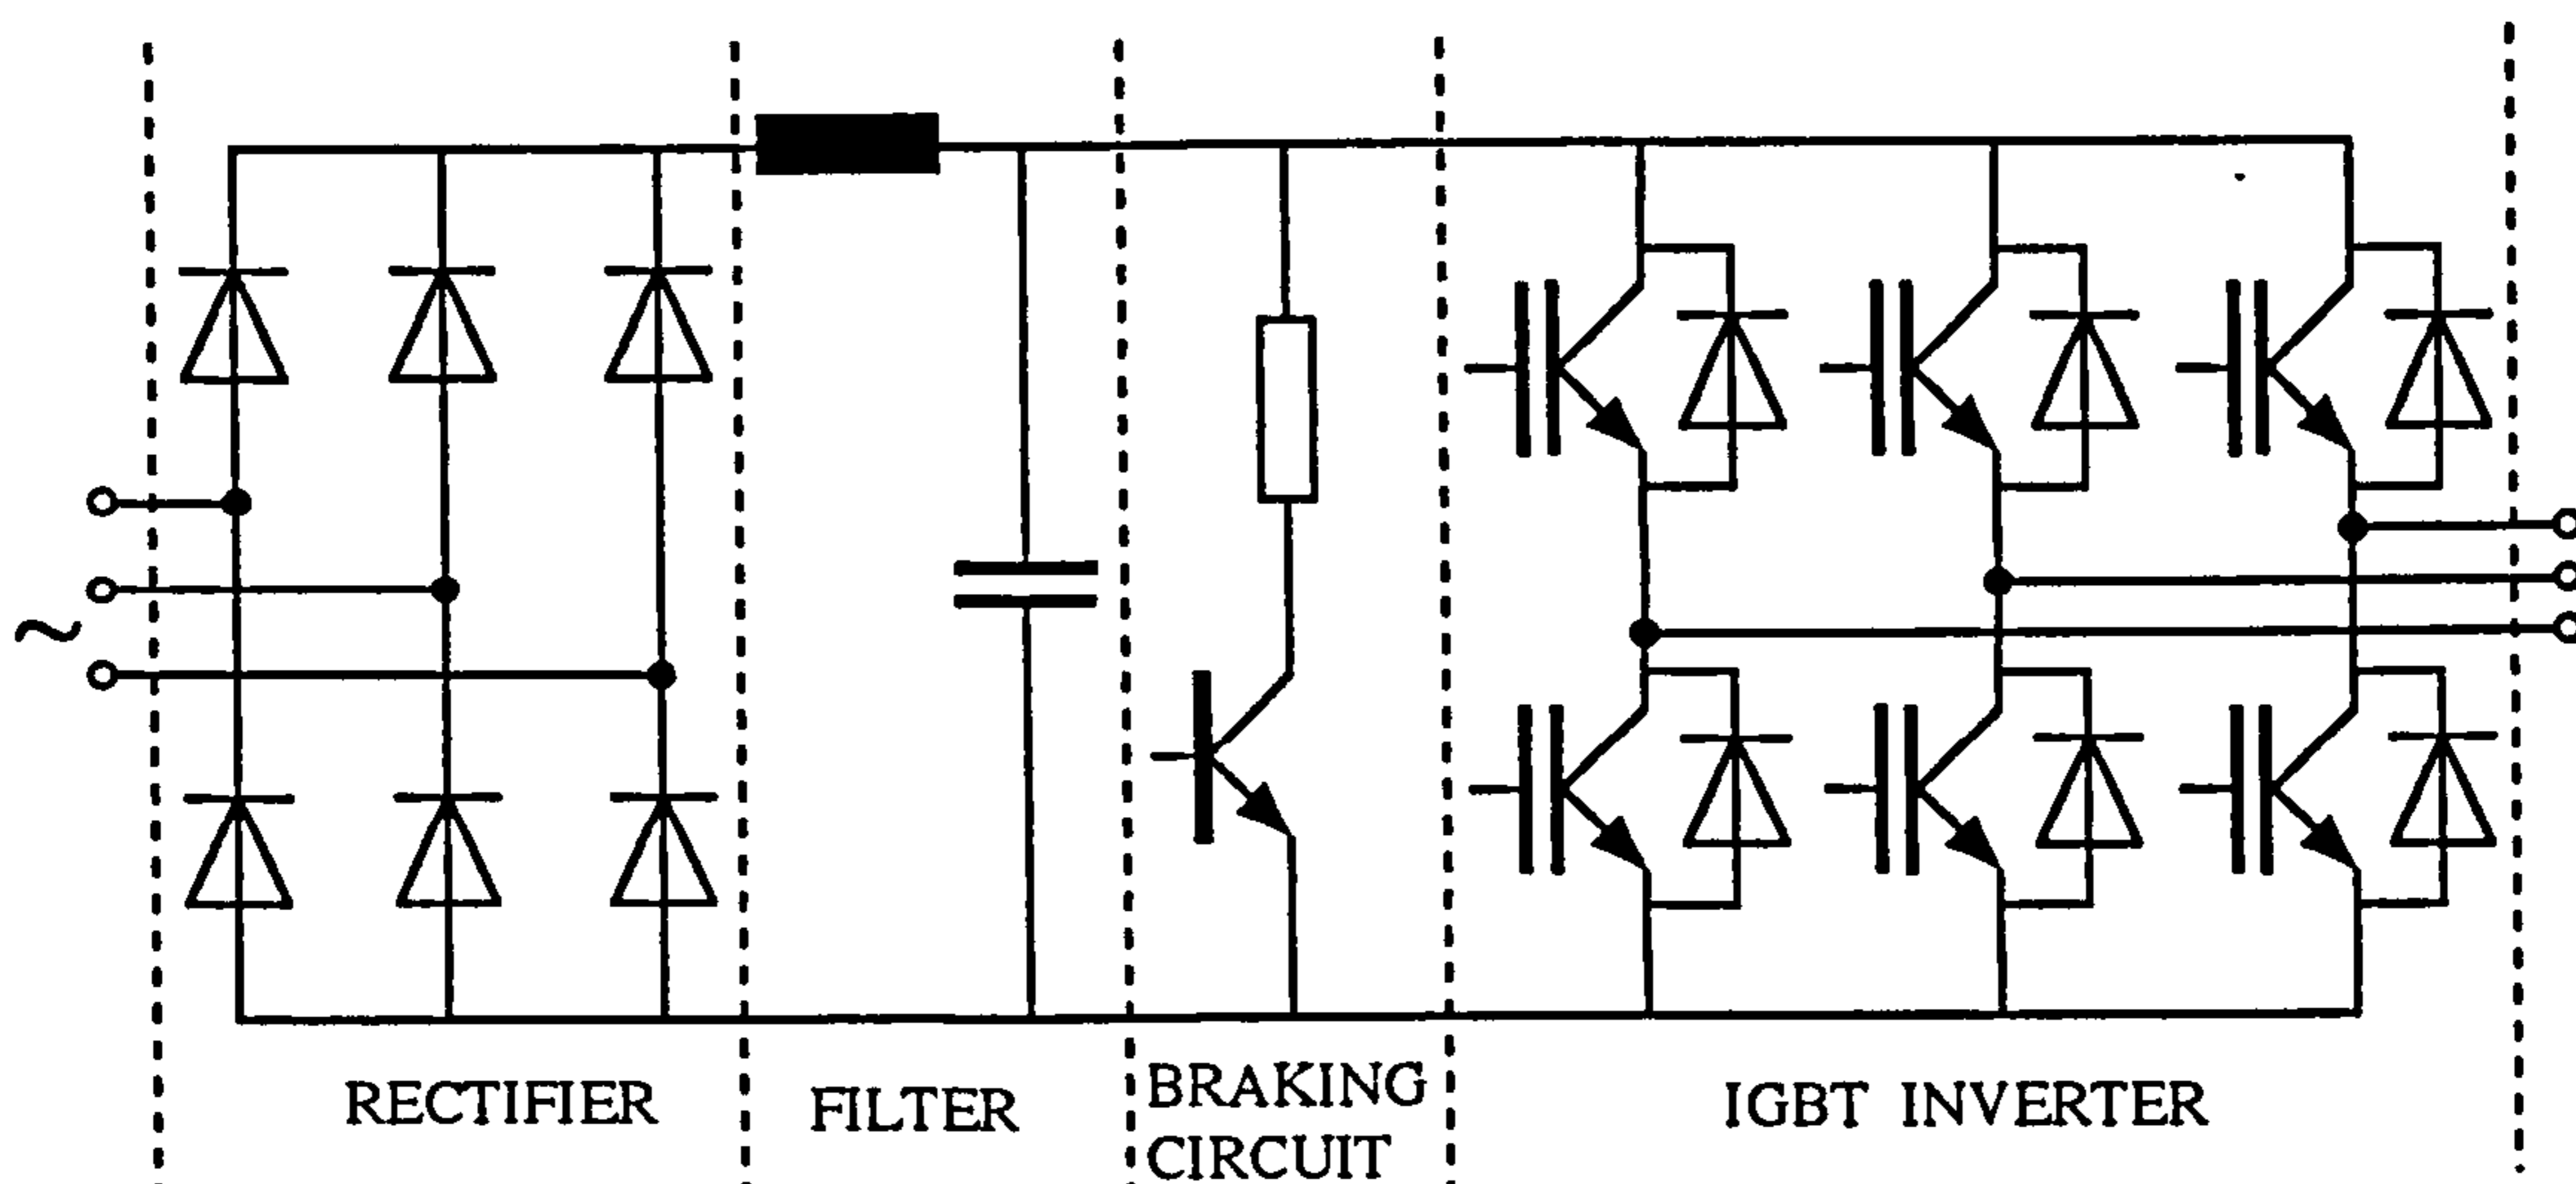 ~
RECTIFIER
FILTER
BRAKING
CIRCUIT
IGBT INVERTER